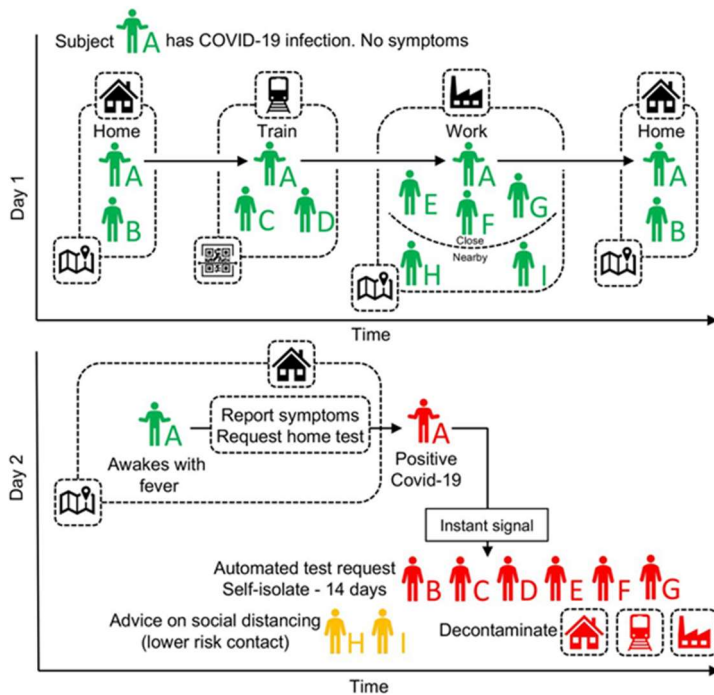 Subject A has COVID-19 infection. No symptoms
Day 1
Home Train Work Home
A A A A
B C D E F G B
Close
Nearby
H I
Time
Day 2
A
Awakes with
fever
Report symptoms
Request home test
A
Positive
Covid-19
Instant signal
Automated test request
Self-isolate - 14 days
B C D E F G
Advice on social distancing
(lower risk contact)
H I
Decontaminate
Time